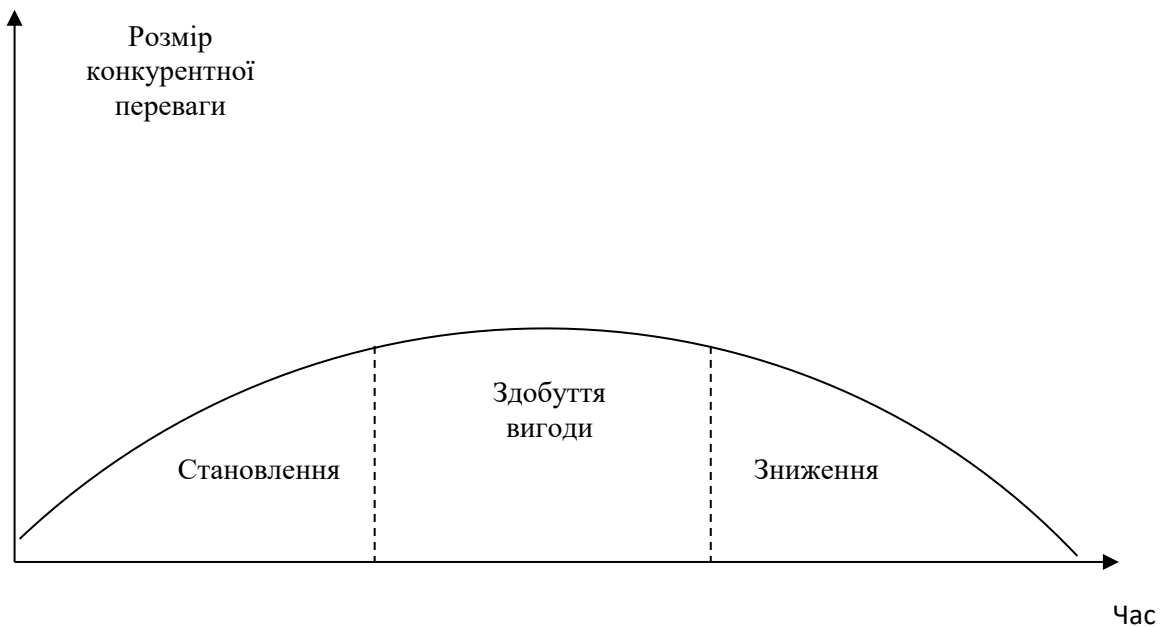 Розмір
конкурентної
переваги
Здобуття
вигоди
Становлення
Зниження
Час